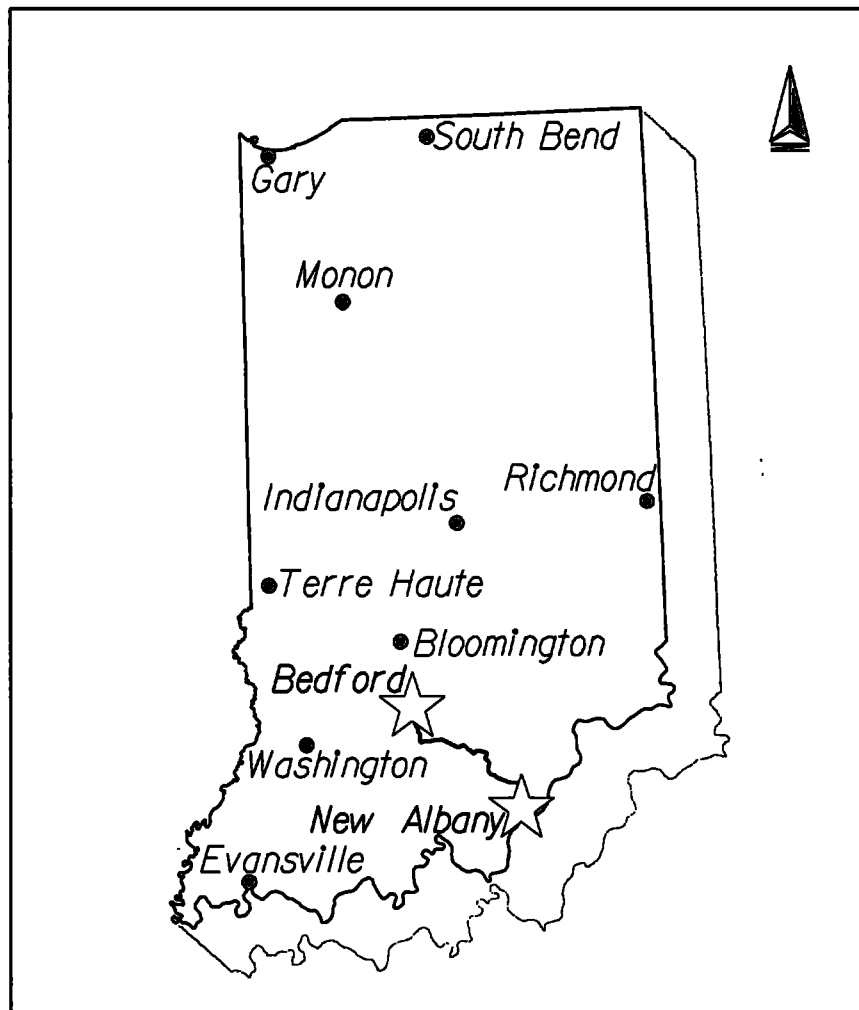 South Bend
Gary
Monon
Richmond
Indianapolis
Terre Haute
Bloomington
Bedford
Washington
New Albany
Evansville